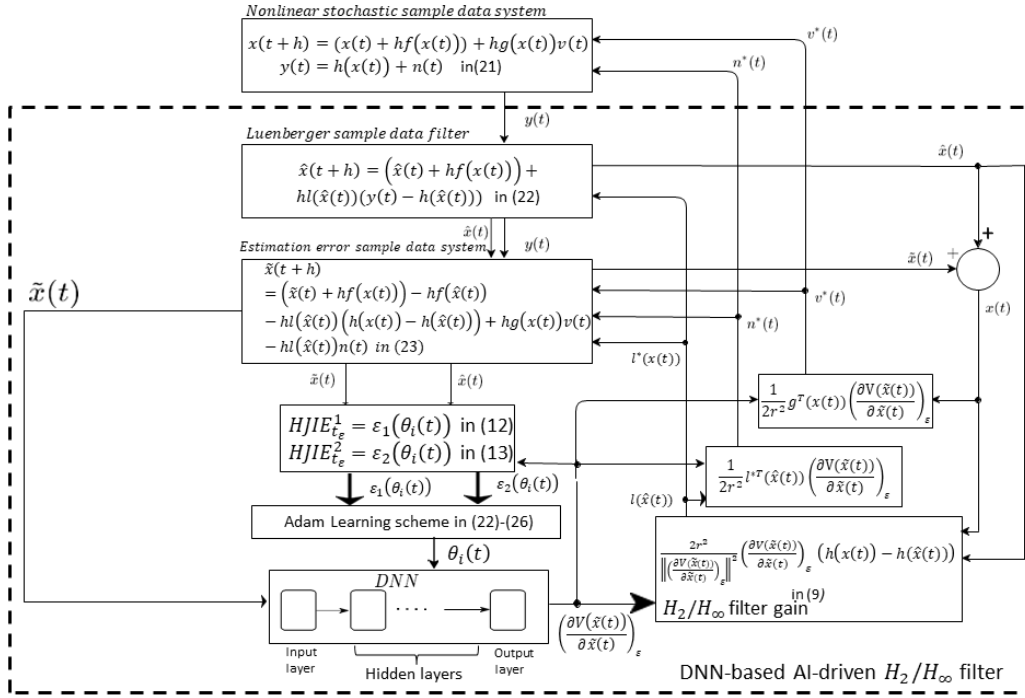 Nonlinear stochastic sample data system
x(t + h) = (x(t) + hf(x(t))) + hg(x(t))v(t)
y(t) = h(x(t)) + n(t) in(21)
v*(t)
n*(t)
y(t)
Luenberger sample data filter
x̂(t + h) = (x̂(t) + hf(x(t))) +
hl(x̂(t))(y(t) − h(x̂(t))) in (22)
x̂(t)
x̂(t)
y(t)
+
+
Estimation error sample data system
x̃(t + h)
= (x̃(t) + hf(x(t))) − hf(x̂(t))
− hl(x̂(t))(h(x(t)) − h(x̂(t))) + hg(x(t))v(t)
− hl(x̂(t))n(t) in (23)
x̃(t)
x̃(t)
v*(t)
x(t)
n*(t)
l*(x(t))
x̃(t)
x̂(t)
1/2r² gᵀ(x(t)) (∂V(x̃(t))/∂x̃(t))_ε
HJIE¹_tε = ε₁(θᵢ(t)) in (12)
HJIE²_tε = ε₂(θᵢ(t)) in (13)
1/2r² l*ᵀ(x̂(t)) (∂V(x̃(t))/∂x̃(t))_ε
ε₁(θᵢ(t))
ε₂(θᵢ(t))
l(x̂(t))
Adam Learning scheme in (22)-(26)
θᵢ(t)
2r²/‖(∂V(x̃(t))/∂x̃(t))_ε‖² (∂V(x̃(t))/∂x̃(t))_ε (h(x(t)) − h(x̂(t)))
in (9)
H₂/H∞ filter gain
DNN
....
(∂V(x̃(t))/∂x̃(t))_ε
Input
layer
Hidden layers
Output
layer
DNN-based AI-driven H₂/H∞ filter